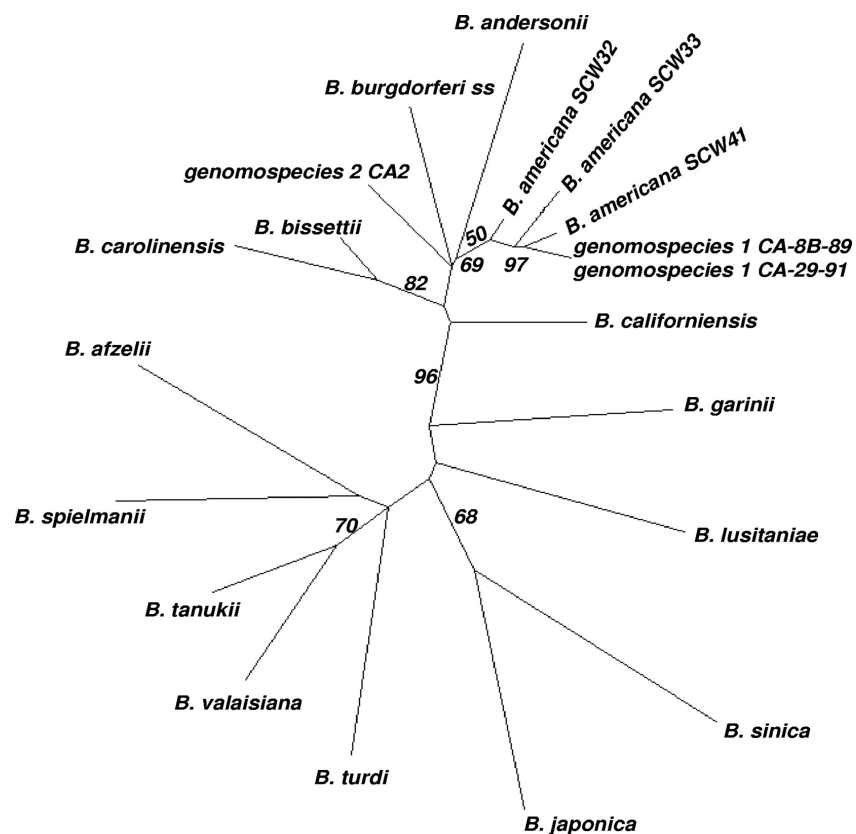 B. andersonii
B. burgdorferi ss
B. americana SCW32
B. americana SCW33
B. americana SCW41
genomospecies 2 CA2
B. bissettii
B. carolinensis
50
69
97
genomospecies 1 CA-8B-89
genomospecies 1 CA-29-91
82
B. californiensis
B. afzelii
96
B. garinii
B. spielmanii
70
68
B. lusitaniae
B. tanukii
B. valaisiana
B. sinica
B. turdi
B. japonica